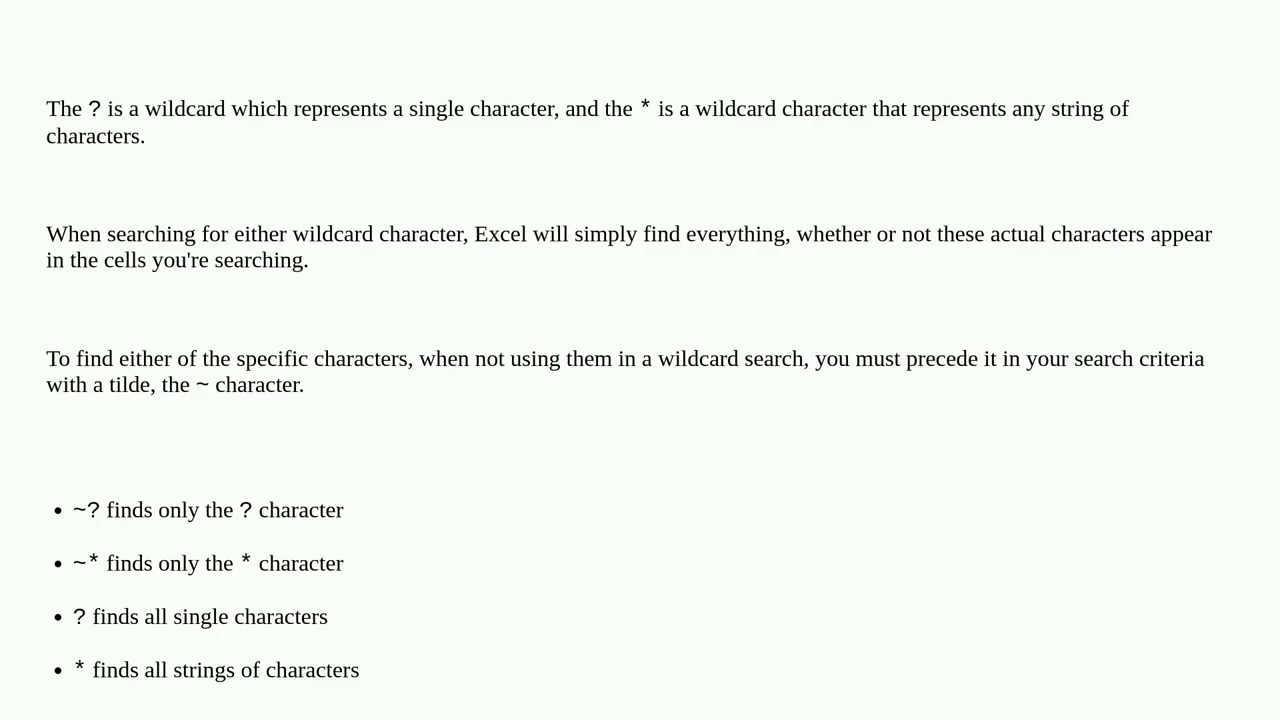 The ? is a wildcard which represents a single character, and the * is a wildcard character that represents any string of
characters.
When searching for either wildcard character, Excel will simply find everything, whether or not these actual characters appear
in the cells you're searching.
To find either of the specific characters, when not using them in a wildcard search, you must precede it in your search criteria
with a tilde, the ~ character.
• ~? finds only the ? character
• ~* finds only the * character
• ? finds all single characters
• * finds all strings of characters